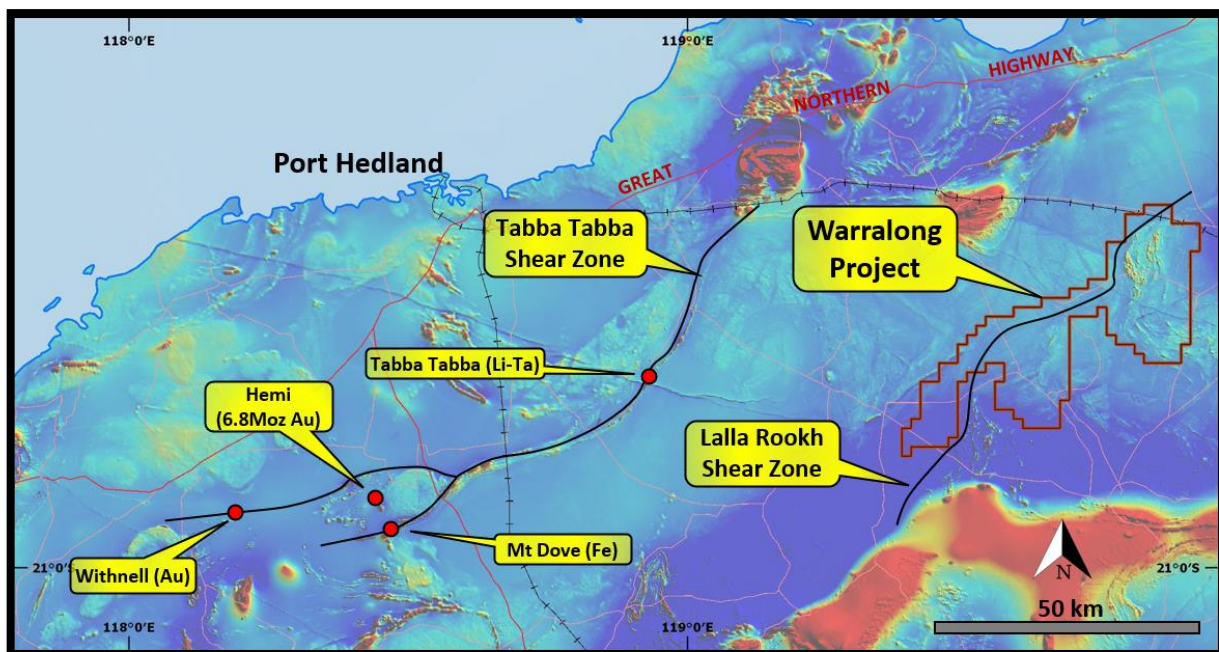 118°0'E
119°0'E
HIGHWAY
NORTHERN
GREAT
Port Hedland
Tabba Tabba
Shear Zone
Warralong
Project
Tabba Tabba (Li-Ta)
Hemi
(6.8Moz Au)
Lalla Rookh
Shear Zone
Mt Dove (Fe)
Withnell (Au)
21°0'S
21°0'S
N
50 km
118°0'E
119°0'E